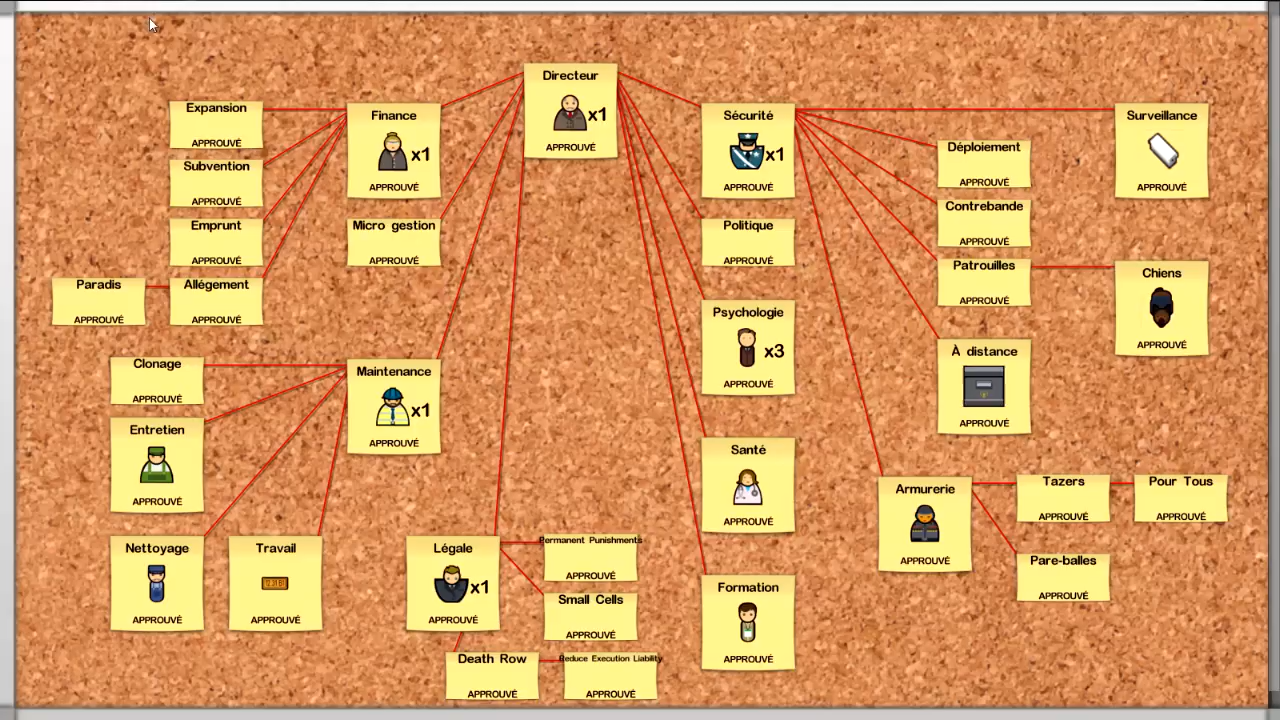 Directeur
x1
APPROUVÉ
Expansion
APPROUVÉ
Subvention
APPROUVÉ
Emprunt
APPROUVÉ
Paradis
APPROUVÉ
Allégement
APPROUVÉ
Finance
x1
APPROUVÉ
Micro gestion
APPROUVÉ
Clonage
APPROUVÉ
Entretien
APPROUVÉ
Nettoyage
APPROUVÉ
Travail
APPROUVÉ
Maintenance
x1
APPROUVÉ
Légale
x1
APPROUVÉ
Permanent Punishments
APPROUVÉ
Small Cells
APPROUVÉ
Death Row
APPROUVÉ
Reduce Execution Liability
APPROUVÉ
Sécurité
x1
APPROUVÉ
Politique
APPROUVÉ
Psychologie
x3
APPROUVÉ
Santé
APPROUVÉ
Formation
APPROUVÉ
Déploiement
APPROUVÉ
Contrebande
APPROUVÉ
Patrouilles
APPROUVÉ
À distance
APPROUVÉ
Surveillance
APPROUVÉ
Chiens
APPROUVÉ
Armurerie
APPROUVÉ
Tazers
APPROUVÉ
Pour Tous
APPROUVÉ
Pare-balles
APPROUVÉ